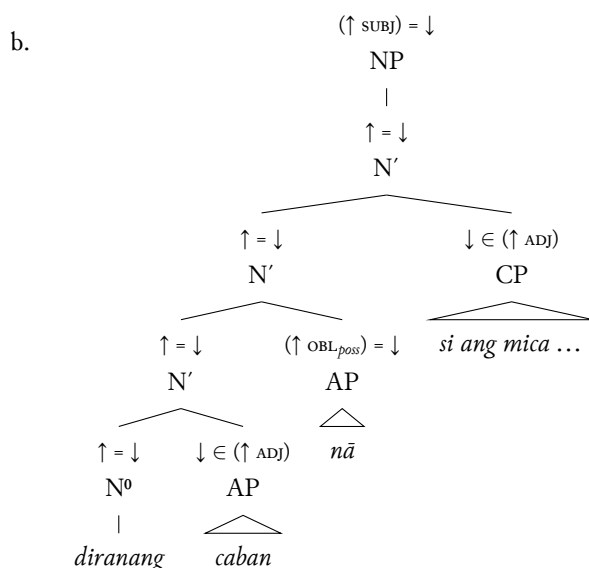 (↑ SUBJ) = ↓
b.
NP
↑ = ↓
N′
↑ = ↓ ↓ ∈ (↑ ADJ)
N′ CP
↑ = ↓ (↑ OBLposs) = ↓ si ang mica …
N′ AP
↑ = ↓ ↓ ∈ (↑ ADJ) nā
N⁰ AP
diranang caban